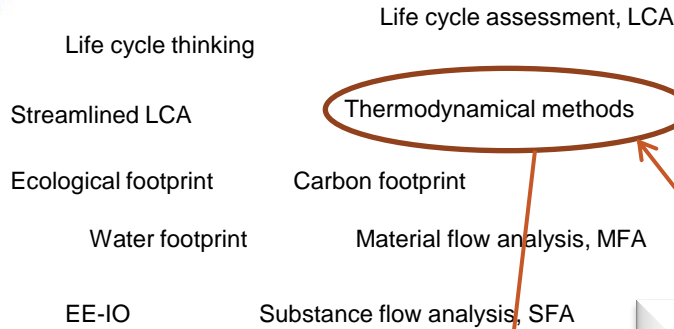 Life cycle assessment, LCA
Life cycle thinking
Streamlined LCA
Thermodynamical methods
Ecological footprint
Carbon footprint
Water footprint
Material flow analysis, MFA
EE-IO
Substance flow analysis, SFA